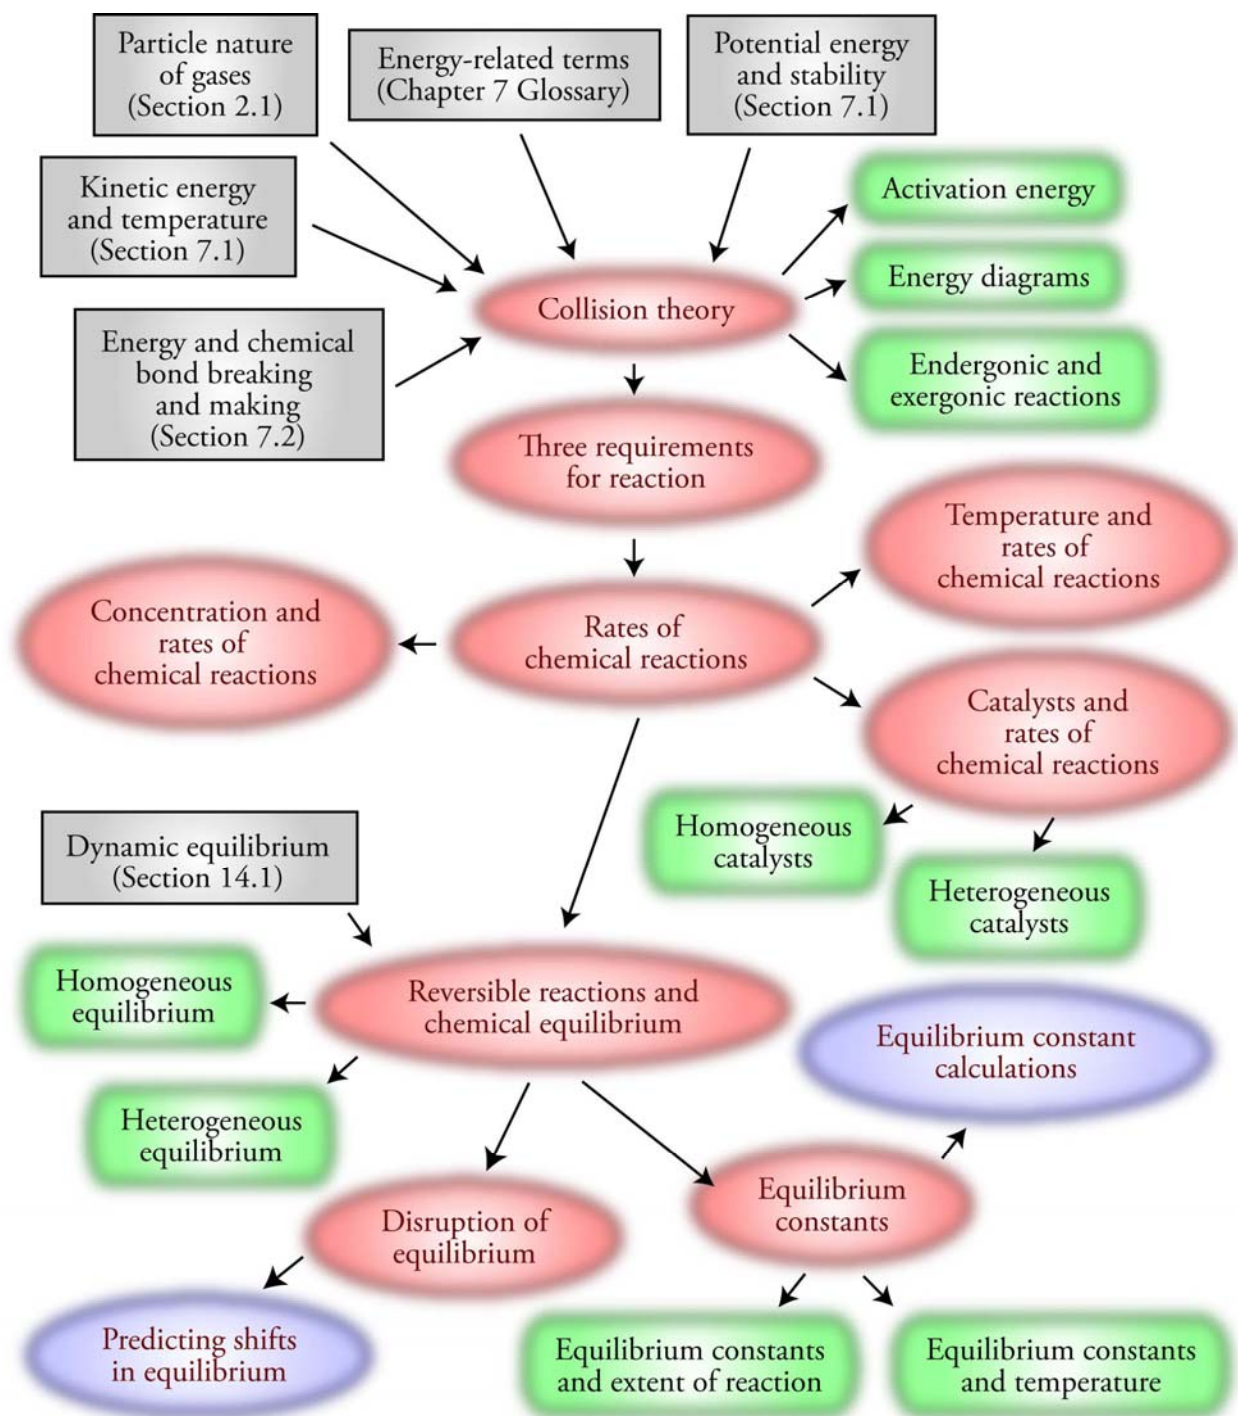 Particle nature
of gases
(Section 2.1)
Energy-related terms
(Chapter 7 Glossary)
Potential energy
and stability
(Section 7.1)
Kinetic energy
and temperature
(Section 7.1)
Activation energy
Energy diagrams
Collision theory
Energy and chemical
bond breaking
and making
(Section 7.2)
Endergonic and
exergonic reactions
Three requirements
for reaction
Temperature and
rates of
chemical reactions
Concentration and
rates of
chemical reactions
Rates of
chemical reactions
Catalysts and
rates of
chemical reactions
Homogeneous
catalysts
Heterogeneous
catalysts
Dynamic equilibrium
(Section 14.1)
Homogeneous
equilibrium
Reversible reactions and
chemical equilibrium
Equilibrium constant
calculations
Heterogeneous
equilibrium
Disruption of
equilibrium
Equilibrium
constants
Predicting shifts
in equilibrium
Equilibrium constants
and extent of reaction
Equilibrium constants
and temperature